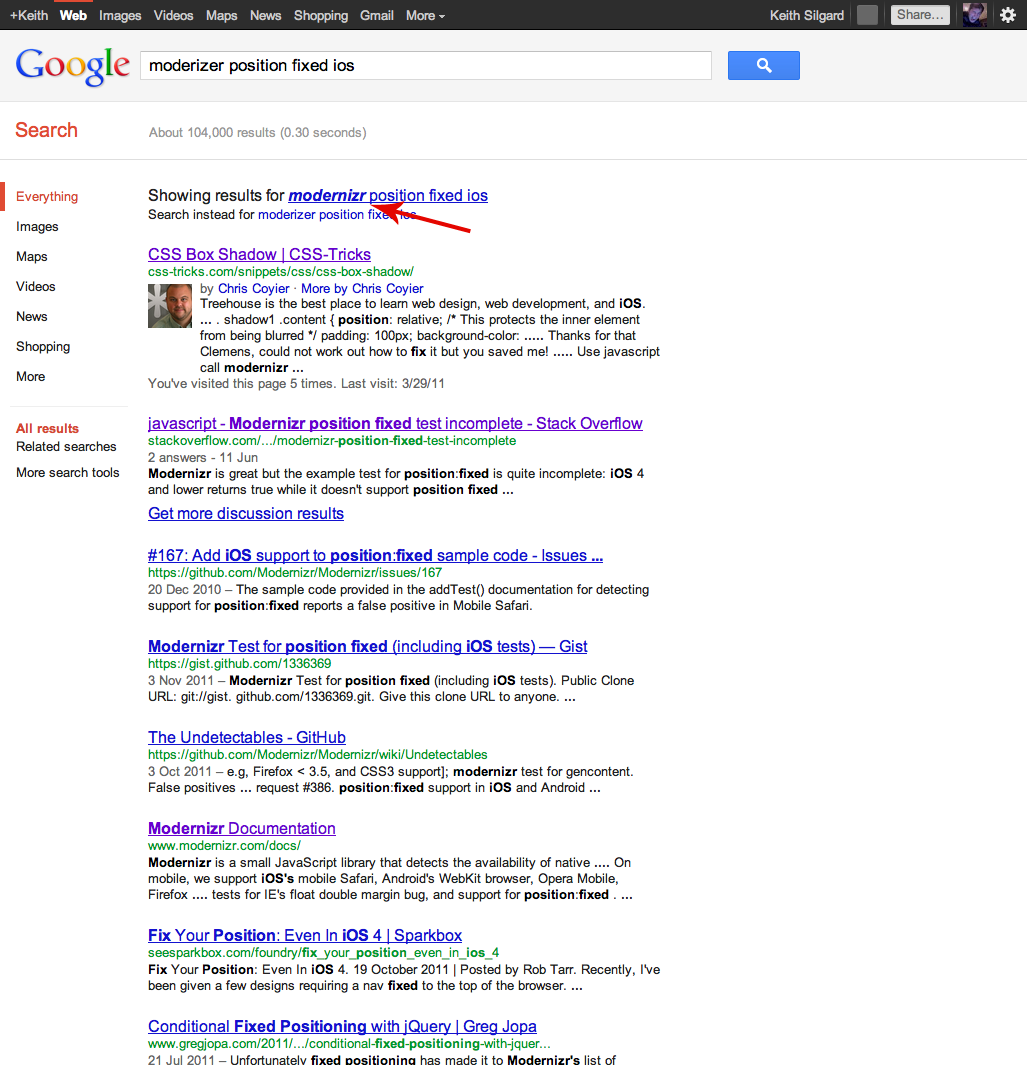 +Keith Web Images Videos Maps News Shopping Gmail More Keith Silgard Share...
Google
moderizer position fixed ios
Search
About 104,000 results (0.30 seconds)
Everything
Images
Maps
Videos
News
Shopping
More
All results
Related searches
More search tools
Showing results for modernizr position fixed ios
Search instead for moderizer position fixed ios
CSS Box Shadow | CSS-Tricks
css-tricks.com/snippets/css/css-box-shadow/
by Chris Coyier · More by Chris Coyier
Treehouse is the best place to learn web design, web development, and iOS.
... . shadow1 .content { position: relative; /* This protects the inner element
from being blurred */ padding: 100px; background-color: ..... Thanks for that
Clemens, could not work out how to fix it but you saved me! ..... Use javascript
call modernizr ...
You've visited this page 5 times. Last visit: 3/29/11
javascript - Modernizr position fixed test incomplete - Stack Overflow
stackoverflow.com/.../modernizr-position-fixed-test-incomplete
2 answers - 11 Jun
Modernizr is great but the example test for position:fixed is quite incomplete: iOS 4
and lower returns true while it doesn't support position fixed ...
Get more discussion results
#167: Add iOS support to position:fixed sample code - Issues ...
https://github.com/Modernizr/Modernizr/issues/167
20 Dec 2010 – The sample code provided in the addTest() documentation for detecting
support for position:fixed reports a false positive in Mobile Safari.
Modernizr Test for position fixed (including iOS tests) — Gist
https://gist.github.com/1336369
3 Nov 2011 – Modernizr Test for position fixed (including iOS tests). Public Clone
URL: git://gist. github.com/1336369.git. Give this clone URL to anyone. ...
The Undetectables - GitHub
https://github.com/Modernizr/Modernizr/wiki/Undetectables
3 Oct 2011 – e.g, Firefox < 3.5, and CSS3 support]; modernizr test for gencontent.
False positives ... request #386. position:fixed support in iOS and Android ...
Modernizr Documentation
www.modernizr.com/docs/
Modernizr is a small JavaScript library that detects the availability of native .... On
mobile, we support iOS's mobile Safari, Android's WebKit browser, Opera Mobile,
Firefox .... tests for IE's float double margin bug, and support for position:fixed . ...
Fix Your Position: Even In iOS 4 | Sparkbox
seesparkbox.com/foundry/fix_your_position_even_in_ios_4
Fix Your Position: Even In iOS 4. 19 October 2011 | Posted by Rob Tarr. Recently, I've
been given a few designs requiring a nav fixed to the top of the browser. ...
Conditional Fixed Positioning with jQuery | Greg Jopa
www.gregjopa.com/2011/.../conditional-fixed-positioning-with-jquer...
21 Jul 2011 – Unfortunately fixed positioning has made it to Modernizr's list of